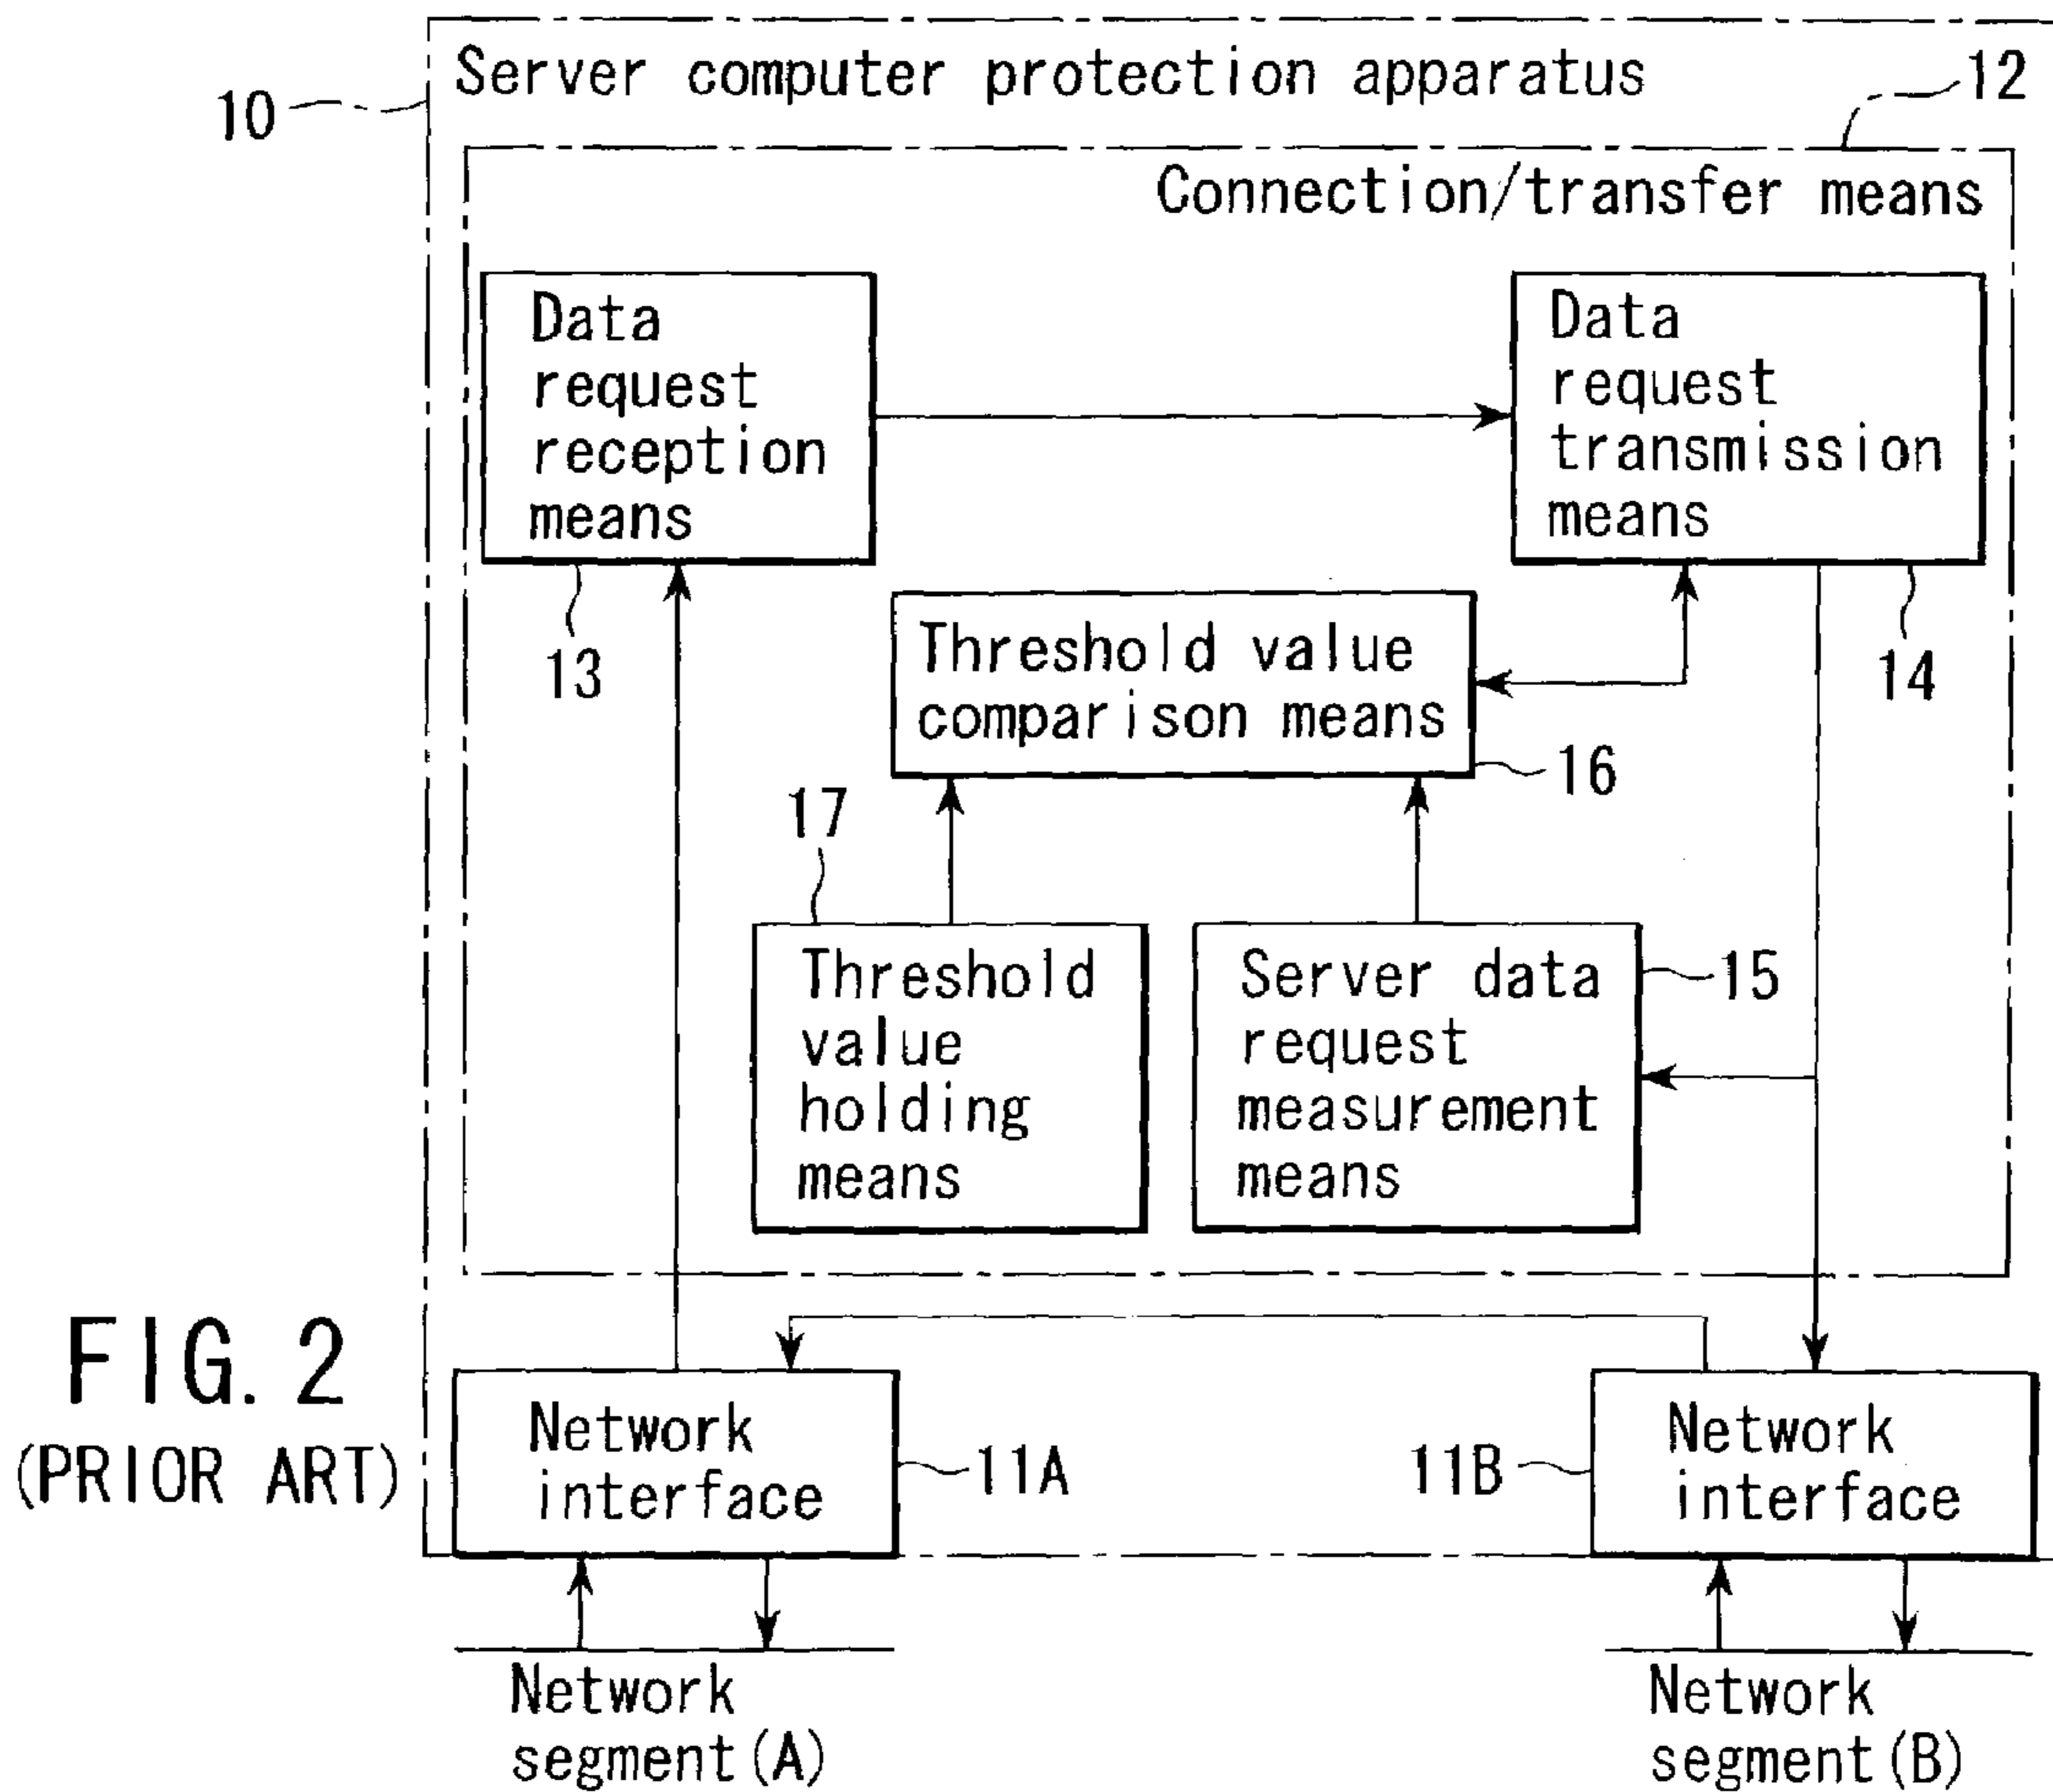 Server computer protection apparatus
10
12
Connection/transfer means
Data
request
reception
means
13
Data
request
transmission
means
14
Threshold value
comparison means
16
17
Threshold
value
holding
means
Server data
request
measurement
means
15
FIG. 2
(PRIOR ART)
Network
interface
11A
11B
Network
interface
Network
segment(A)
Network
segment(B)